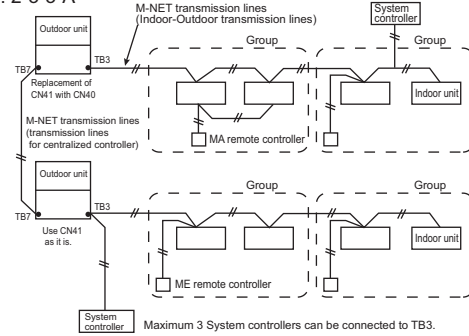 M-NET transmission lines
(Indoor-Outdoor transmission lines)
System
controller
Outdoor unit
TB3
TB7
Group
Group
Replacement of
CN41 with CN40
Indoor unit
M-NET transmission lines
(transmission lines
for centralized controller)
MA remote controller
Outdoor unit
Group
Group
TB3
TB7
Use CN41
as it is.
Indoor unit
ME remote controller
System
controller
Maximum 3 System controllers can be connected to TB3.